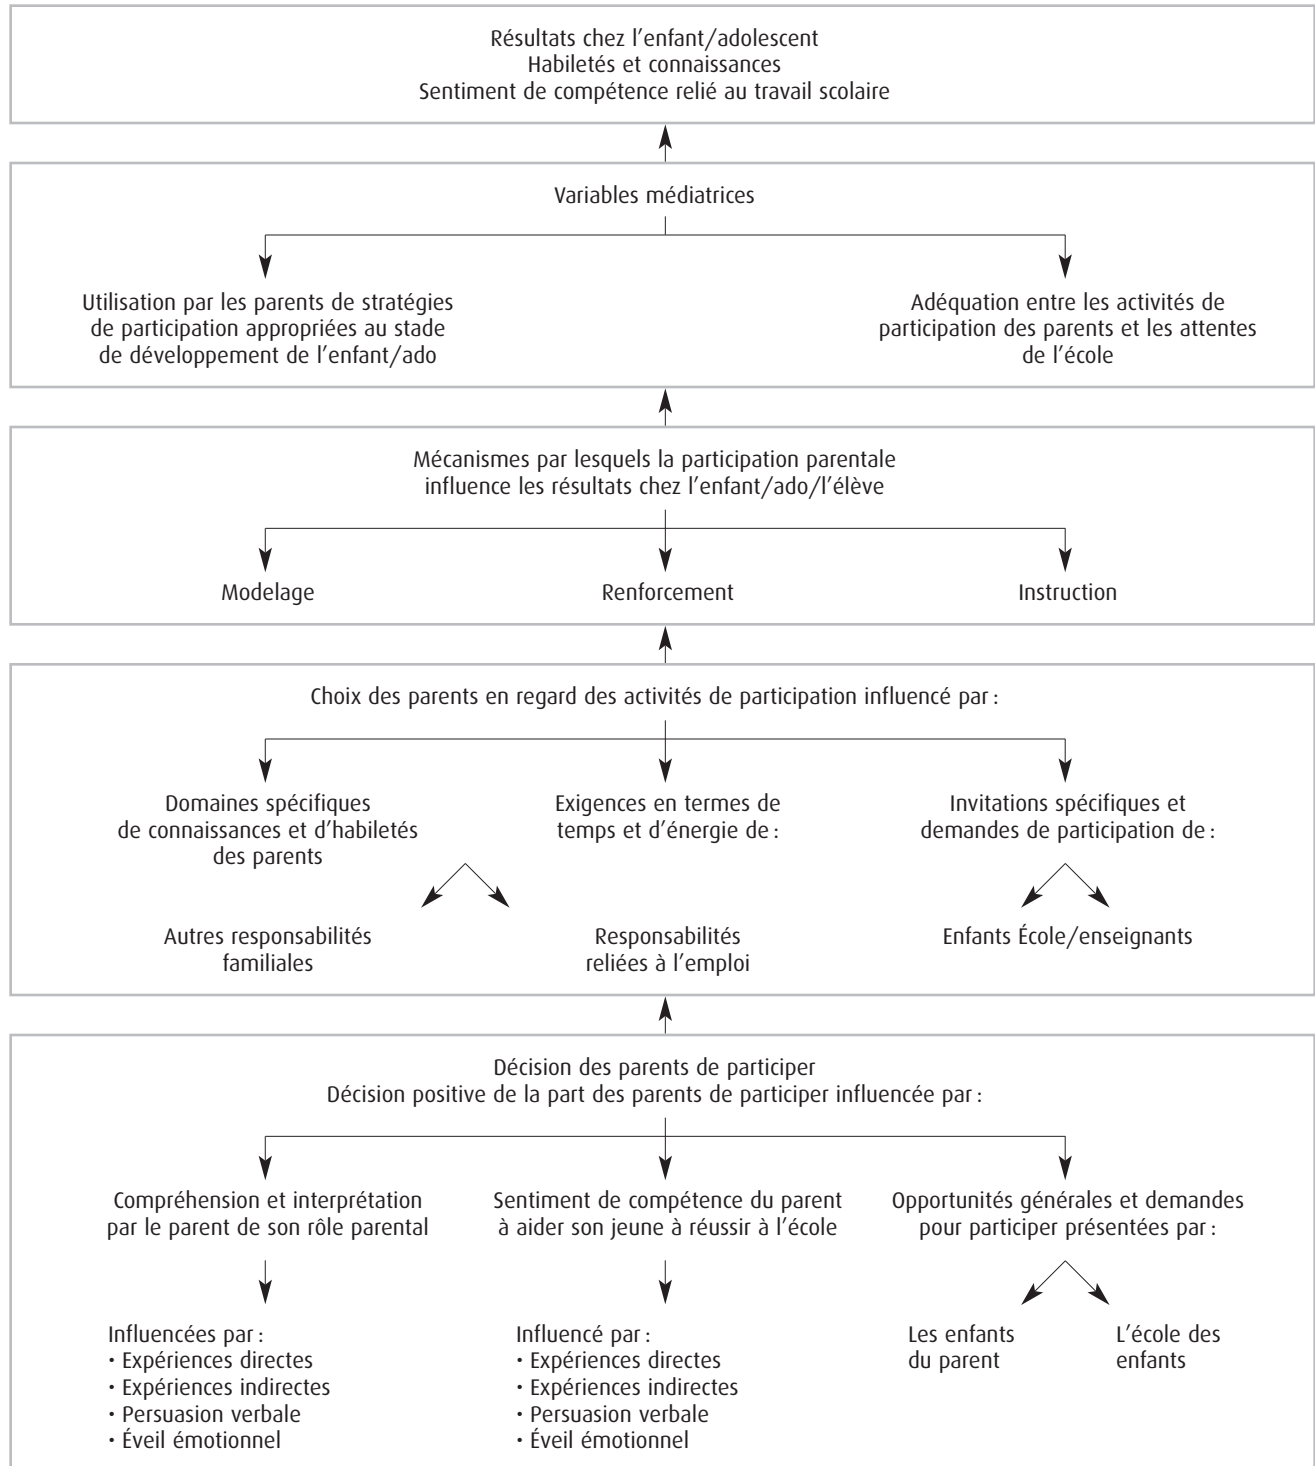 Résultats chez l'enfant/adolescent
Habiletés et connaissances
Sentiment de compétence relié au travail scolaire
Variables médiatrices
Utilisation par les parents de stratégies
de participation appropriées au stade
de développement de l'enfant/ado
Adéquation entre les activités de
participation des parents et les attentes
de l'école
Mécanismes par lesquels la participation parentale
influence les résultats chez l'enfant/ado/l'élève
Modelage
Renforcement
Instruction
Choix des parents en regard des activités de participation influencé par :
Domaines spécifiques
de connaissances et d'habiletés
des parents
Exigences en termes de
temps et d'énergie de :
Invitations spécifiques et
demandes de participation de :
Autres responsabilités
familiales
Responsabilités
reliées à l'emploi
Enfants École/enseignants
Décision des parents de participer
Décision positive de la part des parents de participer influencée par :
Compréhension et interprétation
par le parent de son rôle parental
Sentiment de compétence du parent
à aider son jeune à réussir à l'école
Opportunités générales et demandes
pour participer présentées par :
Influencées par :
• Expériences directes
• Expériences indirectes
• Persuasion verbale
• Éveil émotionnel
Influencé par :
• Expériences directes
• Expériences indirectes
• Persuasion verbale
• Éveil émotionnel
Les enfants
du parent
L'école des
enfants